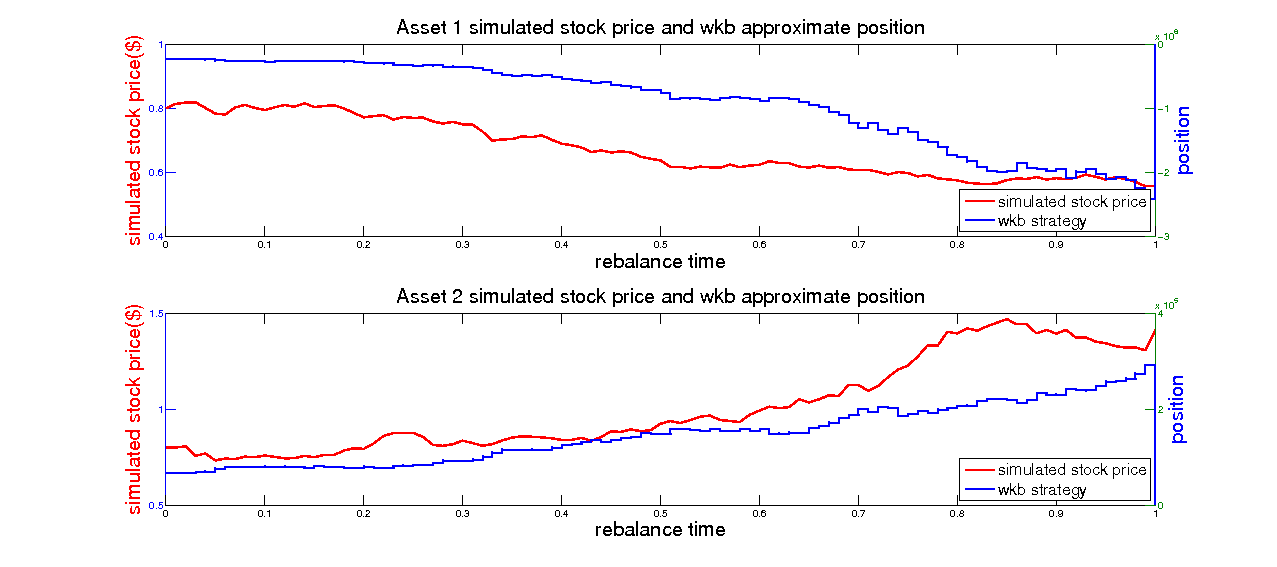 Asset 1 simulated stock price and wkb approximate position
simulated stock price($)
1
0.8
0.6
0.4
0
-1
-2
-3
position
simulated stock price
wkb strategy
0 0.1 0.2 0.3 0.4 0.5 0.6 0.7 0.8 0.9 1
rebalance time
Asset 2 simulated stock price and wkb approximate position
simulated stock price($)
1.5
1
0.5
4
2
0
position
simulated stock price
wkb strategy
0 0.1 0.2 0.3 0.4 0.5 0.6 0.7 0.8 0.9 1
rebalance time